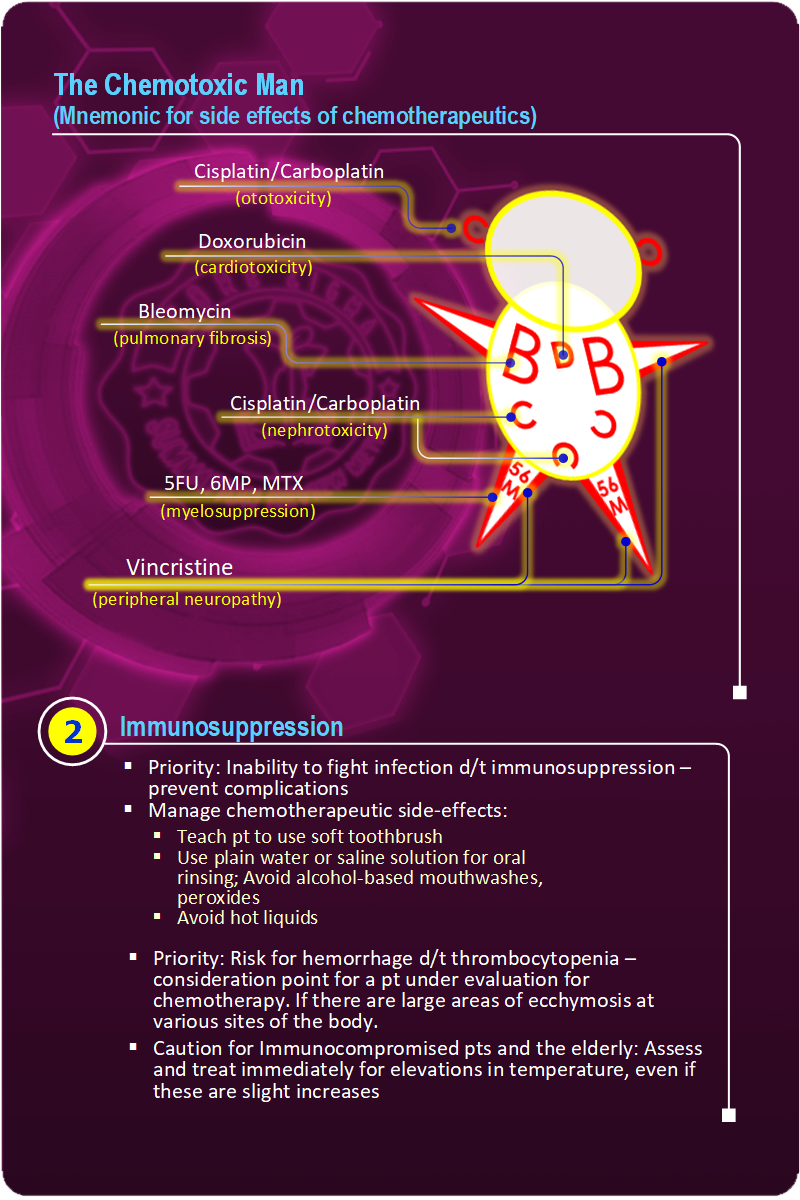 The Chemotoxic Man
(Mnemonic for side effects of chemotherapeutics)
Cisplatin/Carboplatin
(ototoxicity)
Doxorubicin
(cardiotoxicity)
Bleomycin
(pulmonary fibrosis)
Cisplatin/Carboplatin
(nephrotoxicity)
5FU, 6MP, MTX
(myelosuppression)
Vincristine
(peripheral neuropathy)
C C
B D B
C C
C
56 56
M M
2 Immunosuppression
▪ Priority: Inability to fight infection d/t immunosuppression –
prevent complications
▪ Manage chemotherapeutic side-effects:
▪ Teach pt to use soft toothbrush
▪ Use plain water or saline solution for oral
rinsing; Avoid alcohol-based mouthwashes,
peroxides
▪ Avoid hot liquids
▪ Priority: Risk for hemorrhage d/t thrombocytopenia –
consideration point for a pt under evaluation for
chemotherapy. If there are large areas of ecchymosis at
various sites of the body.
▪ Caution for Immunocompromised pts and the elderly: Assess
and treat immediately for elevations in temperature, even if
these are slight increases